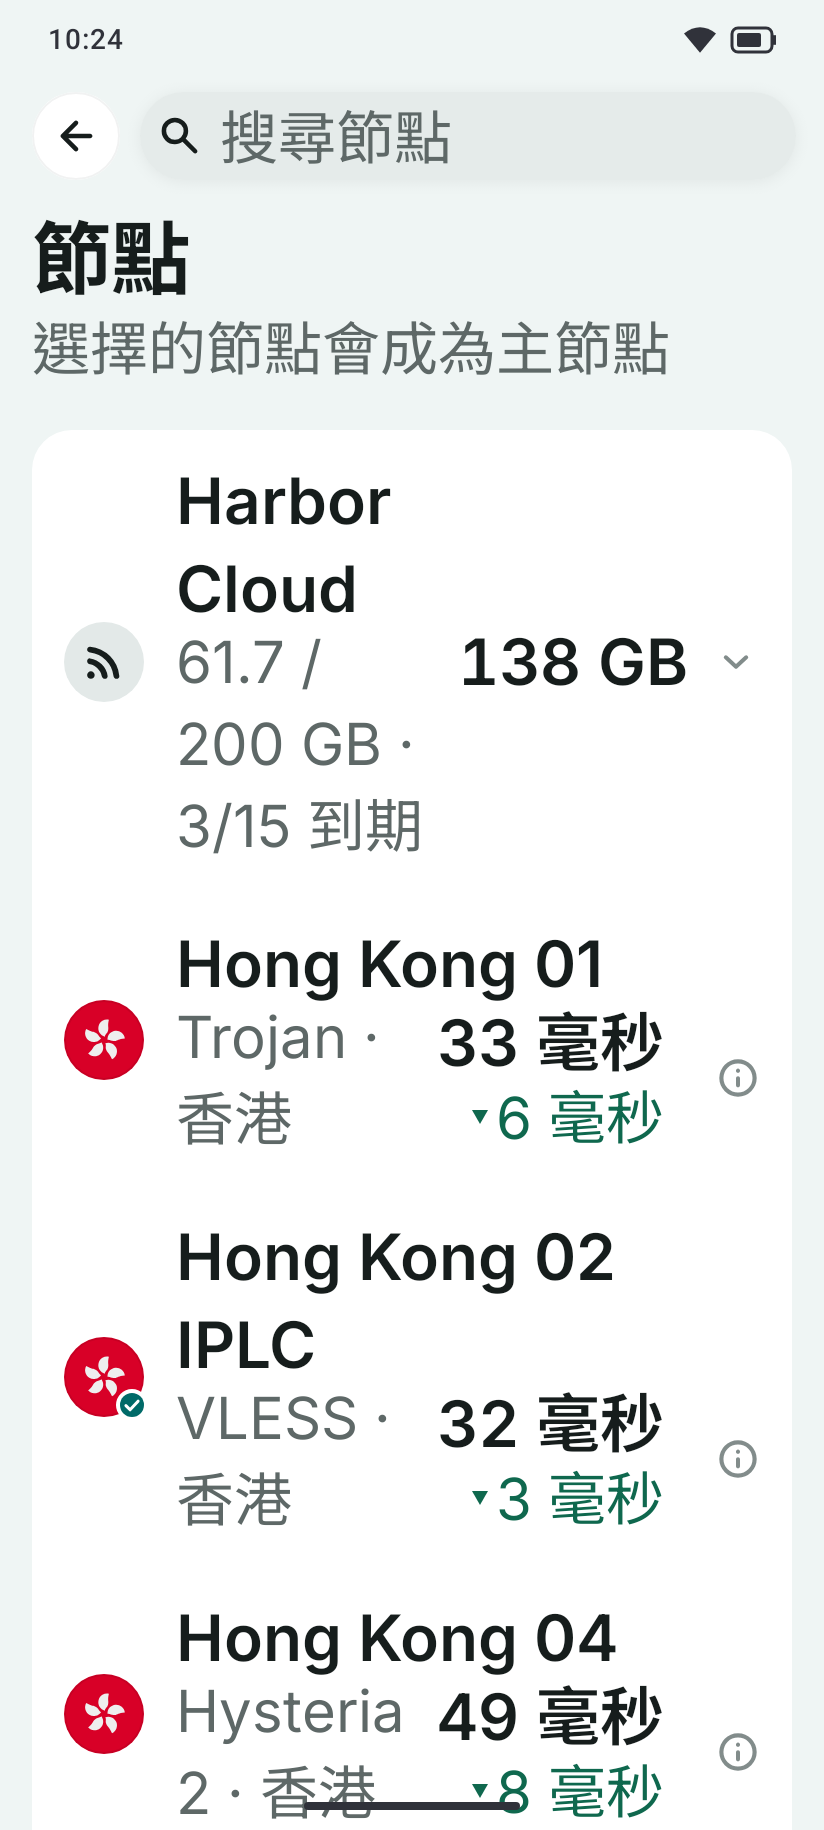 10:24
搜尋節點
節點
選擇的節點會成為主節點
Harbor
Cloud
61.7 /
200 GB ·
3/15 到期
138 GB
Hong Kong 01
Trojan ·
香港
33 毫秒
▼6 毫秒
Hong Kong 02
IPLC
VLESS ·
香港
32 毫秒
▼3 毫秒
Hong Kong 04
Hysteria
2 · 香港
49 毫秒
▼8 毫秒